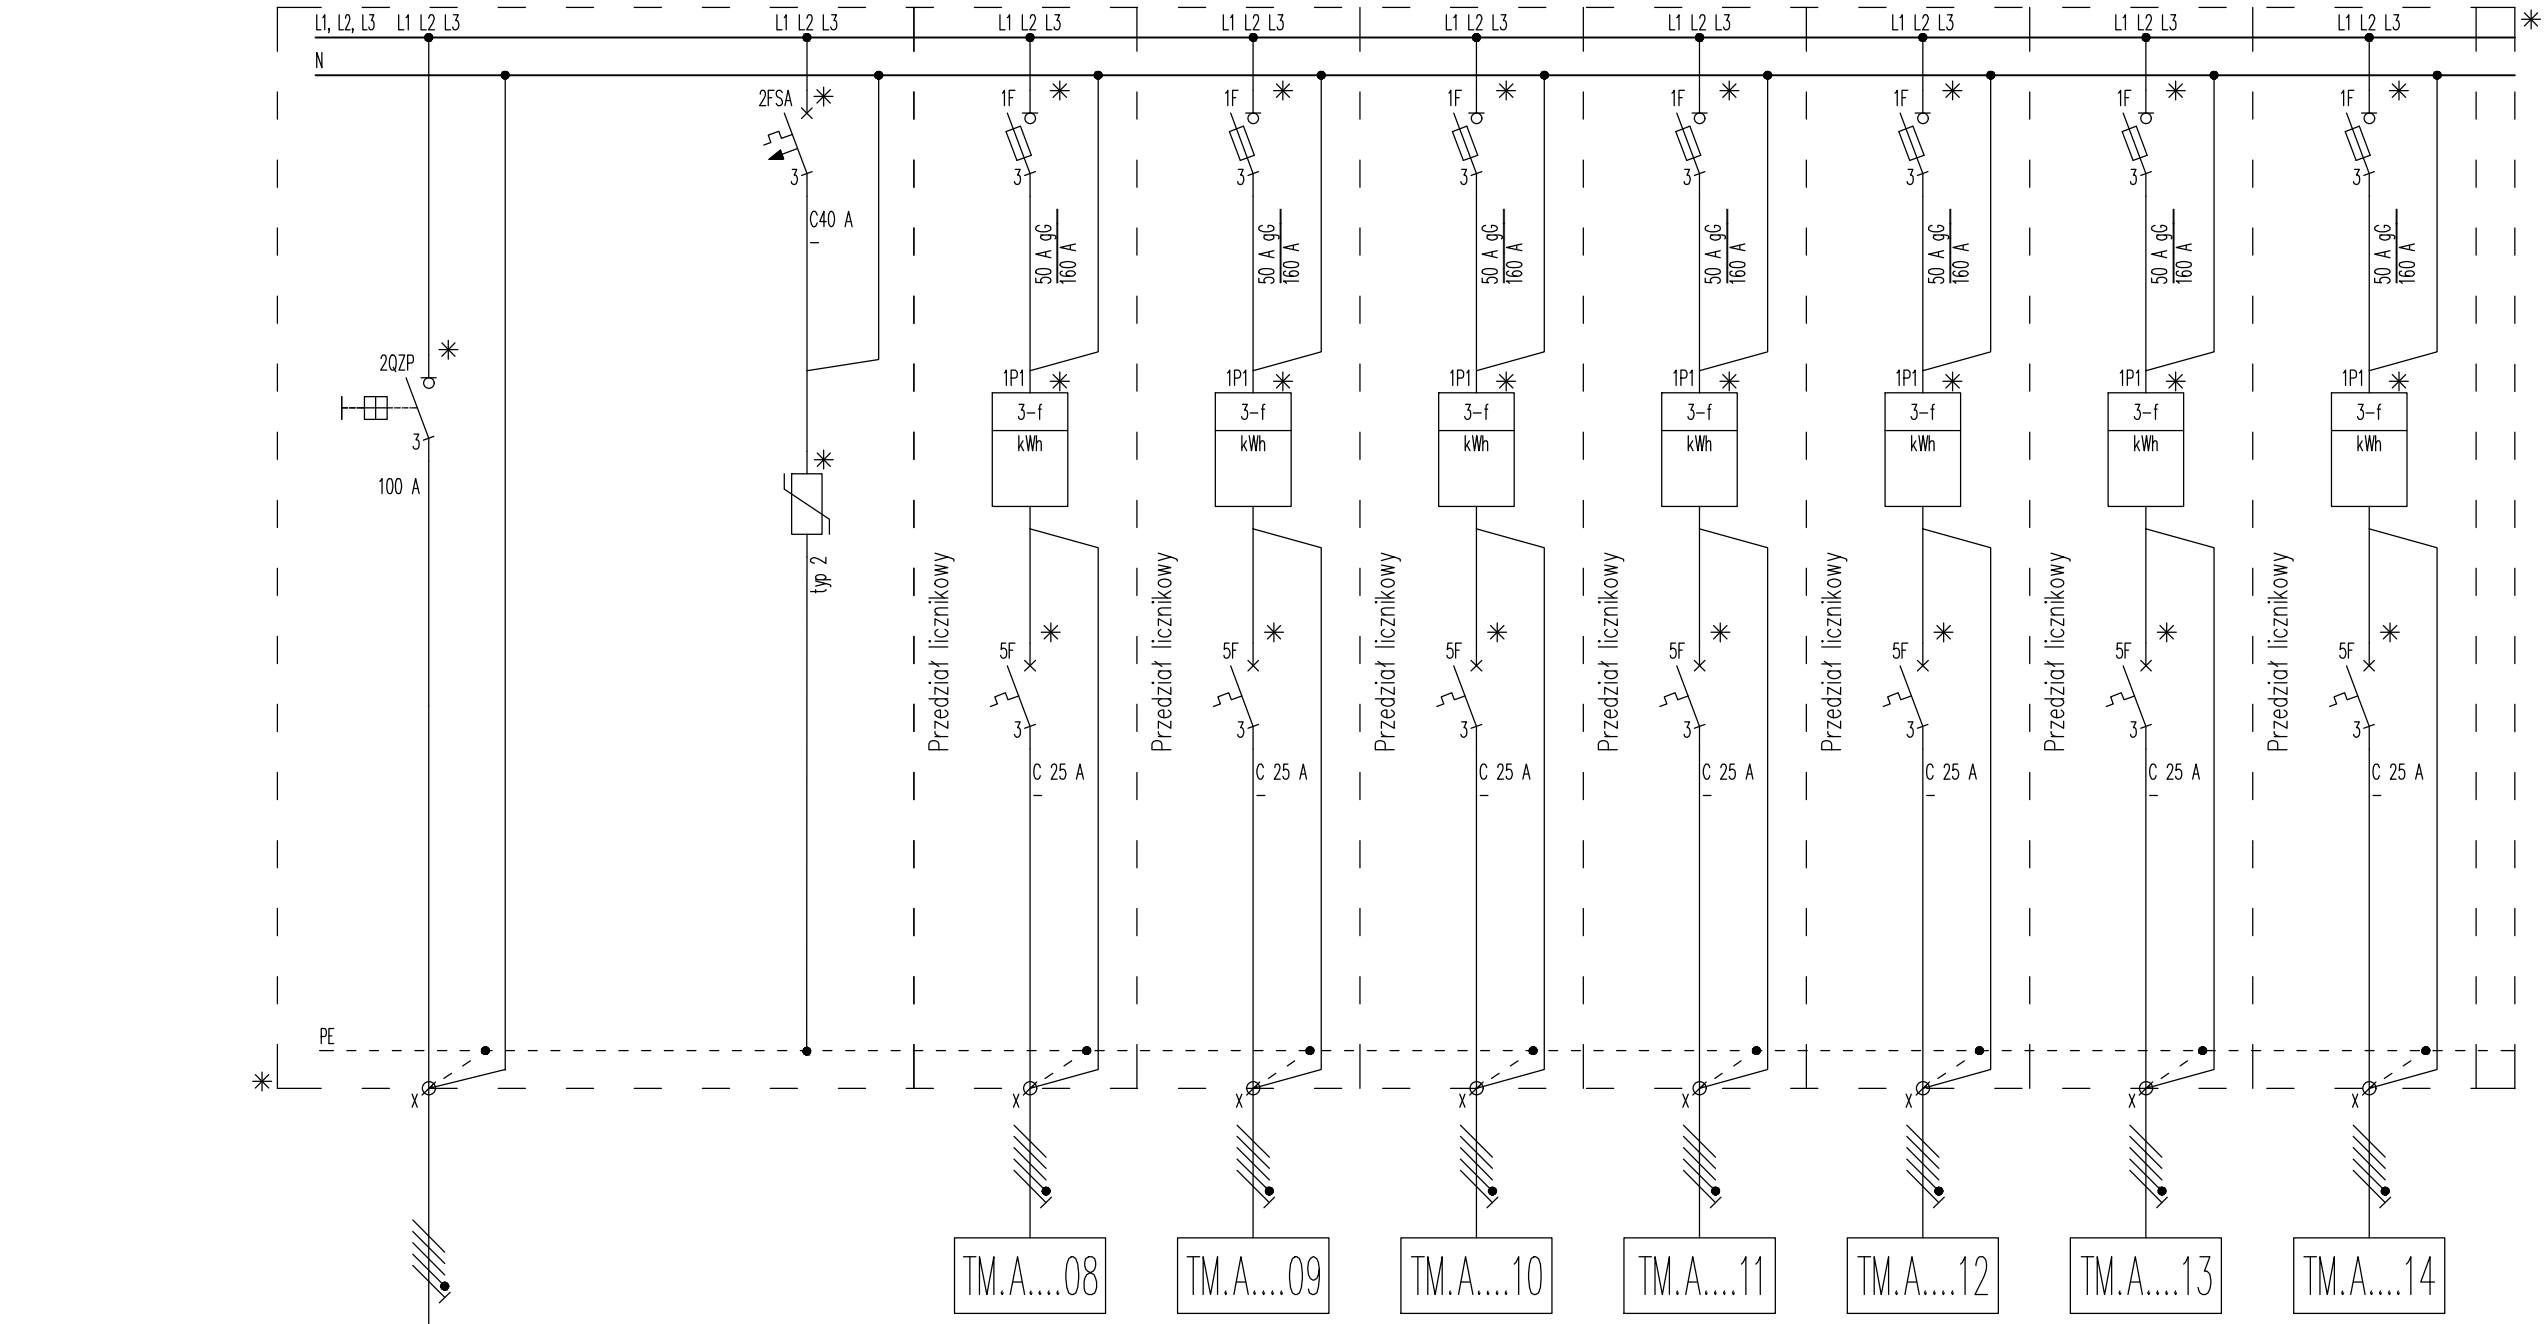 L1, L2, L3 L1 L2 L3 L1 L2 L3 L1 L2 L3 L1 L2 L3 L1 L2 L3 L1 L2 L3 L1 L2 L3 L1 L2 L3 L1 L2 L3
N
2FSA 1F 1F 1F 1F 1F 1F 1F
3 3 3 3 3 3 3 3
C40 A
50 A gG
160 A
50 A gG
160 A
50 A gG
160 A
50 A gG
160 A
50 A gG
160 A
50 A gG
160 A
50 A gG
160 A
2QZP
1P1 1P1 1P1 1P1 1P1 1P1 1P1
3-f 3-f 3-f 3-f 3-f 3-f 3-f
3
kWh kWh kWh kWh kWh kWh kWh
100 A
typ 2
Przedział licznikowy
Przedział licznikowy
Przedział licznikowy
Przedział licznikowy
Przedział licznikowy
Przedział licznikowy
Przedział licznikowy
5F 5F 5F 5F 5F 5F 5F
3 3 3 3 3 3 3
C 25 A C 25 A C 25 A C 25 A C 25 A C 25 A C 25 A
PE
X X X X X X X X
TM.A....08 TM.A....09 TM.A....10 TM.A....11 TM.A....12 TM.A....13 TM.A....14